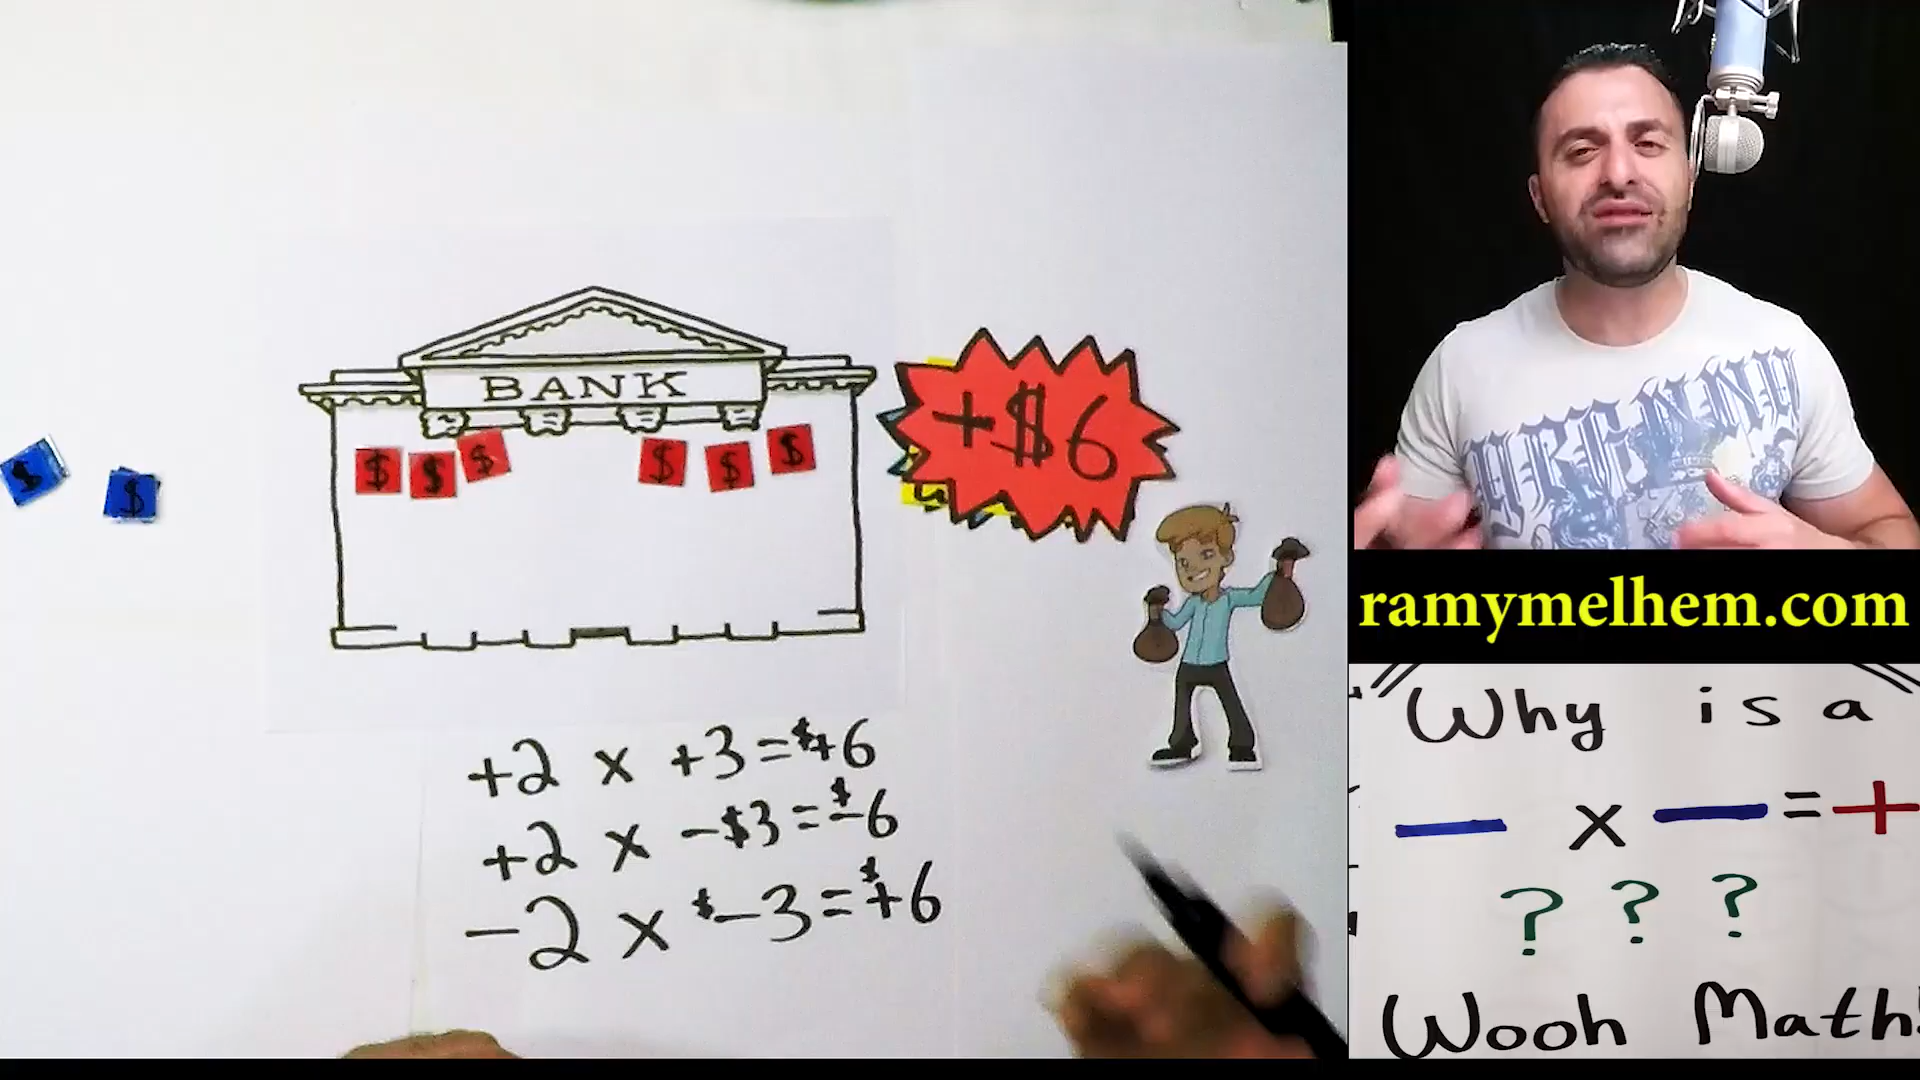 BANK
$
$
$
$
$
$
$
$
+$6
+2 x +3 = $+6
+2 x -$3 = $-6
-2 x $-3 = $+6
ramymelhem.com
Why is a
— x — = +
? ? ?
Wooh Math!